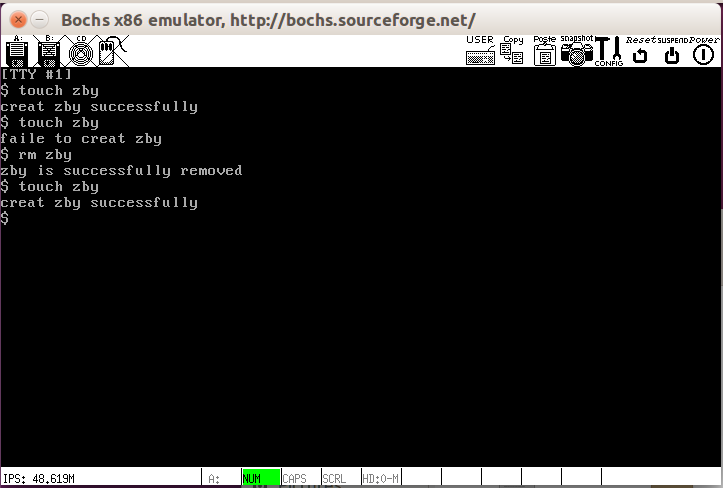 Bochs x86 emulator, http://bochs.sourceforge.net/
A: B: CD USER Copy Paste snapshot CONFIG Reset SUSPEND Power
[TTY #1]
$ touch zby
creat zby successfully
$ touch zby
faile to creat zby
$ rm zby
zby is successfully removed
$ touch zby
creat zby successfully
$
IPS: 48.619M A: NUM CAPS SCRL HD:0-M